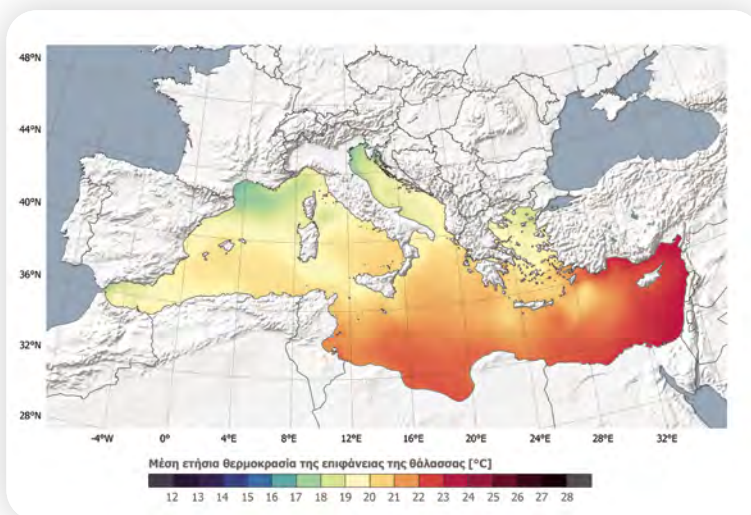 48°N
44°N
40°N
36°N
32°N
28°N
-4°W 0° 4°E 8°E 12°E 16°E 20°E 24°E 28°E 32°E
Μέση ετήσια θερμοκρασία της επιφάνειας της θάλασσας [°C]
12 13 14 15 16 17 18 19 20 21 22 23 24 25 26 27 28